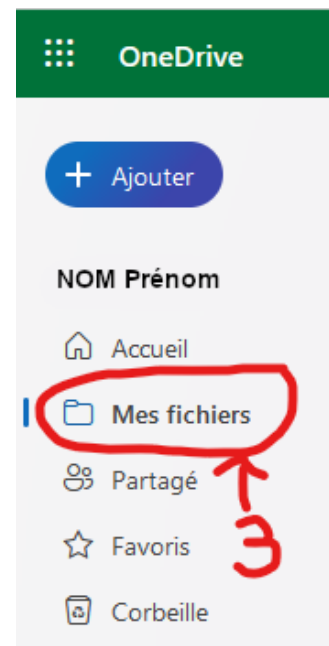 OneDrive
+ Ajouter
NOM Prénom
Accueil
Mes fichiers
Partagé
3
Favoris
Corbeille